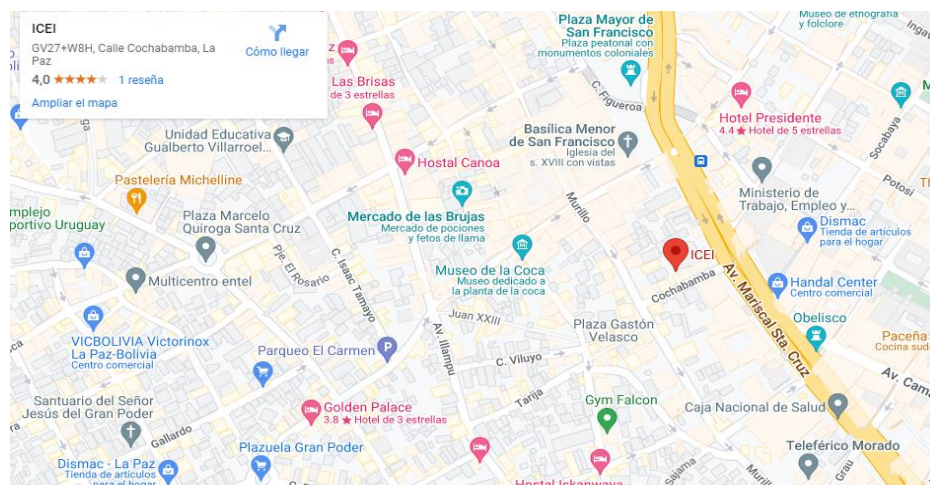 ICEI
GV27+W8H, Calle Cochabamba, La
Paz
4,0
1 reseña
Ampliar el mapa
Cómo llegar
Plaza Mayor de
San Francisco
Plaza peatonal con
monumentos coloniales
Museo de etnografía
y folclore
Las Brisas
de 3 estrellas
C. Figueroa
Hotel Presidente
4.4 ★ Hotel de 5 estrellas
Socabaya
Unidad Educativa
Gualberto Villarroel...
Basílica Menor
de San Francisco
Iglesia del
s. XVIII con vistas
Hostal Canoa
Potosí
Pastelería Michelline
Mercado de las Brujas
Mercado de pociones
y fetos de llama
Murillo
Ministerio de
Trabajo, Empleo y...
Plaza Marcelo
Quiroga Santa Cruz
Dismac
Tienda de artículos
para el hogar
Uruguay
Pje. El Rosario
C. Isaac Tamayo
Museo de la Coca
Museo dedicado a
la planta de la coca
ICEI
Cochabamba
Multicentro entel
Handal Center
Centro comercial
Av. Mariscal Sta. Cruz
Juan XXIII
Av. Illampu
Plaza Gastón
Velasco
Obelisco
VICBOLIVIA Victorinox
La Paz-Bolivia
Centro comercial
Parqueo El Carmen
C. Viluyo
Paceña
Santuario del Señor
Jesús del Gran Poder
Tarija
Gym Falcon
Golden Palace
3.8 ★ Hotel de 3 estrellas
Caja Nacional de Salud
Gallardo
Plazuela Gran Poder
Teleférico Morado
Dismac - La Paz
Tienda de artículos
para el hogar
Hostal Iskanwaya
Sajama
Grau